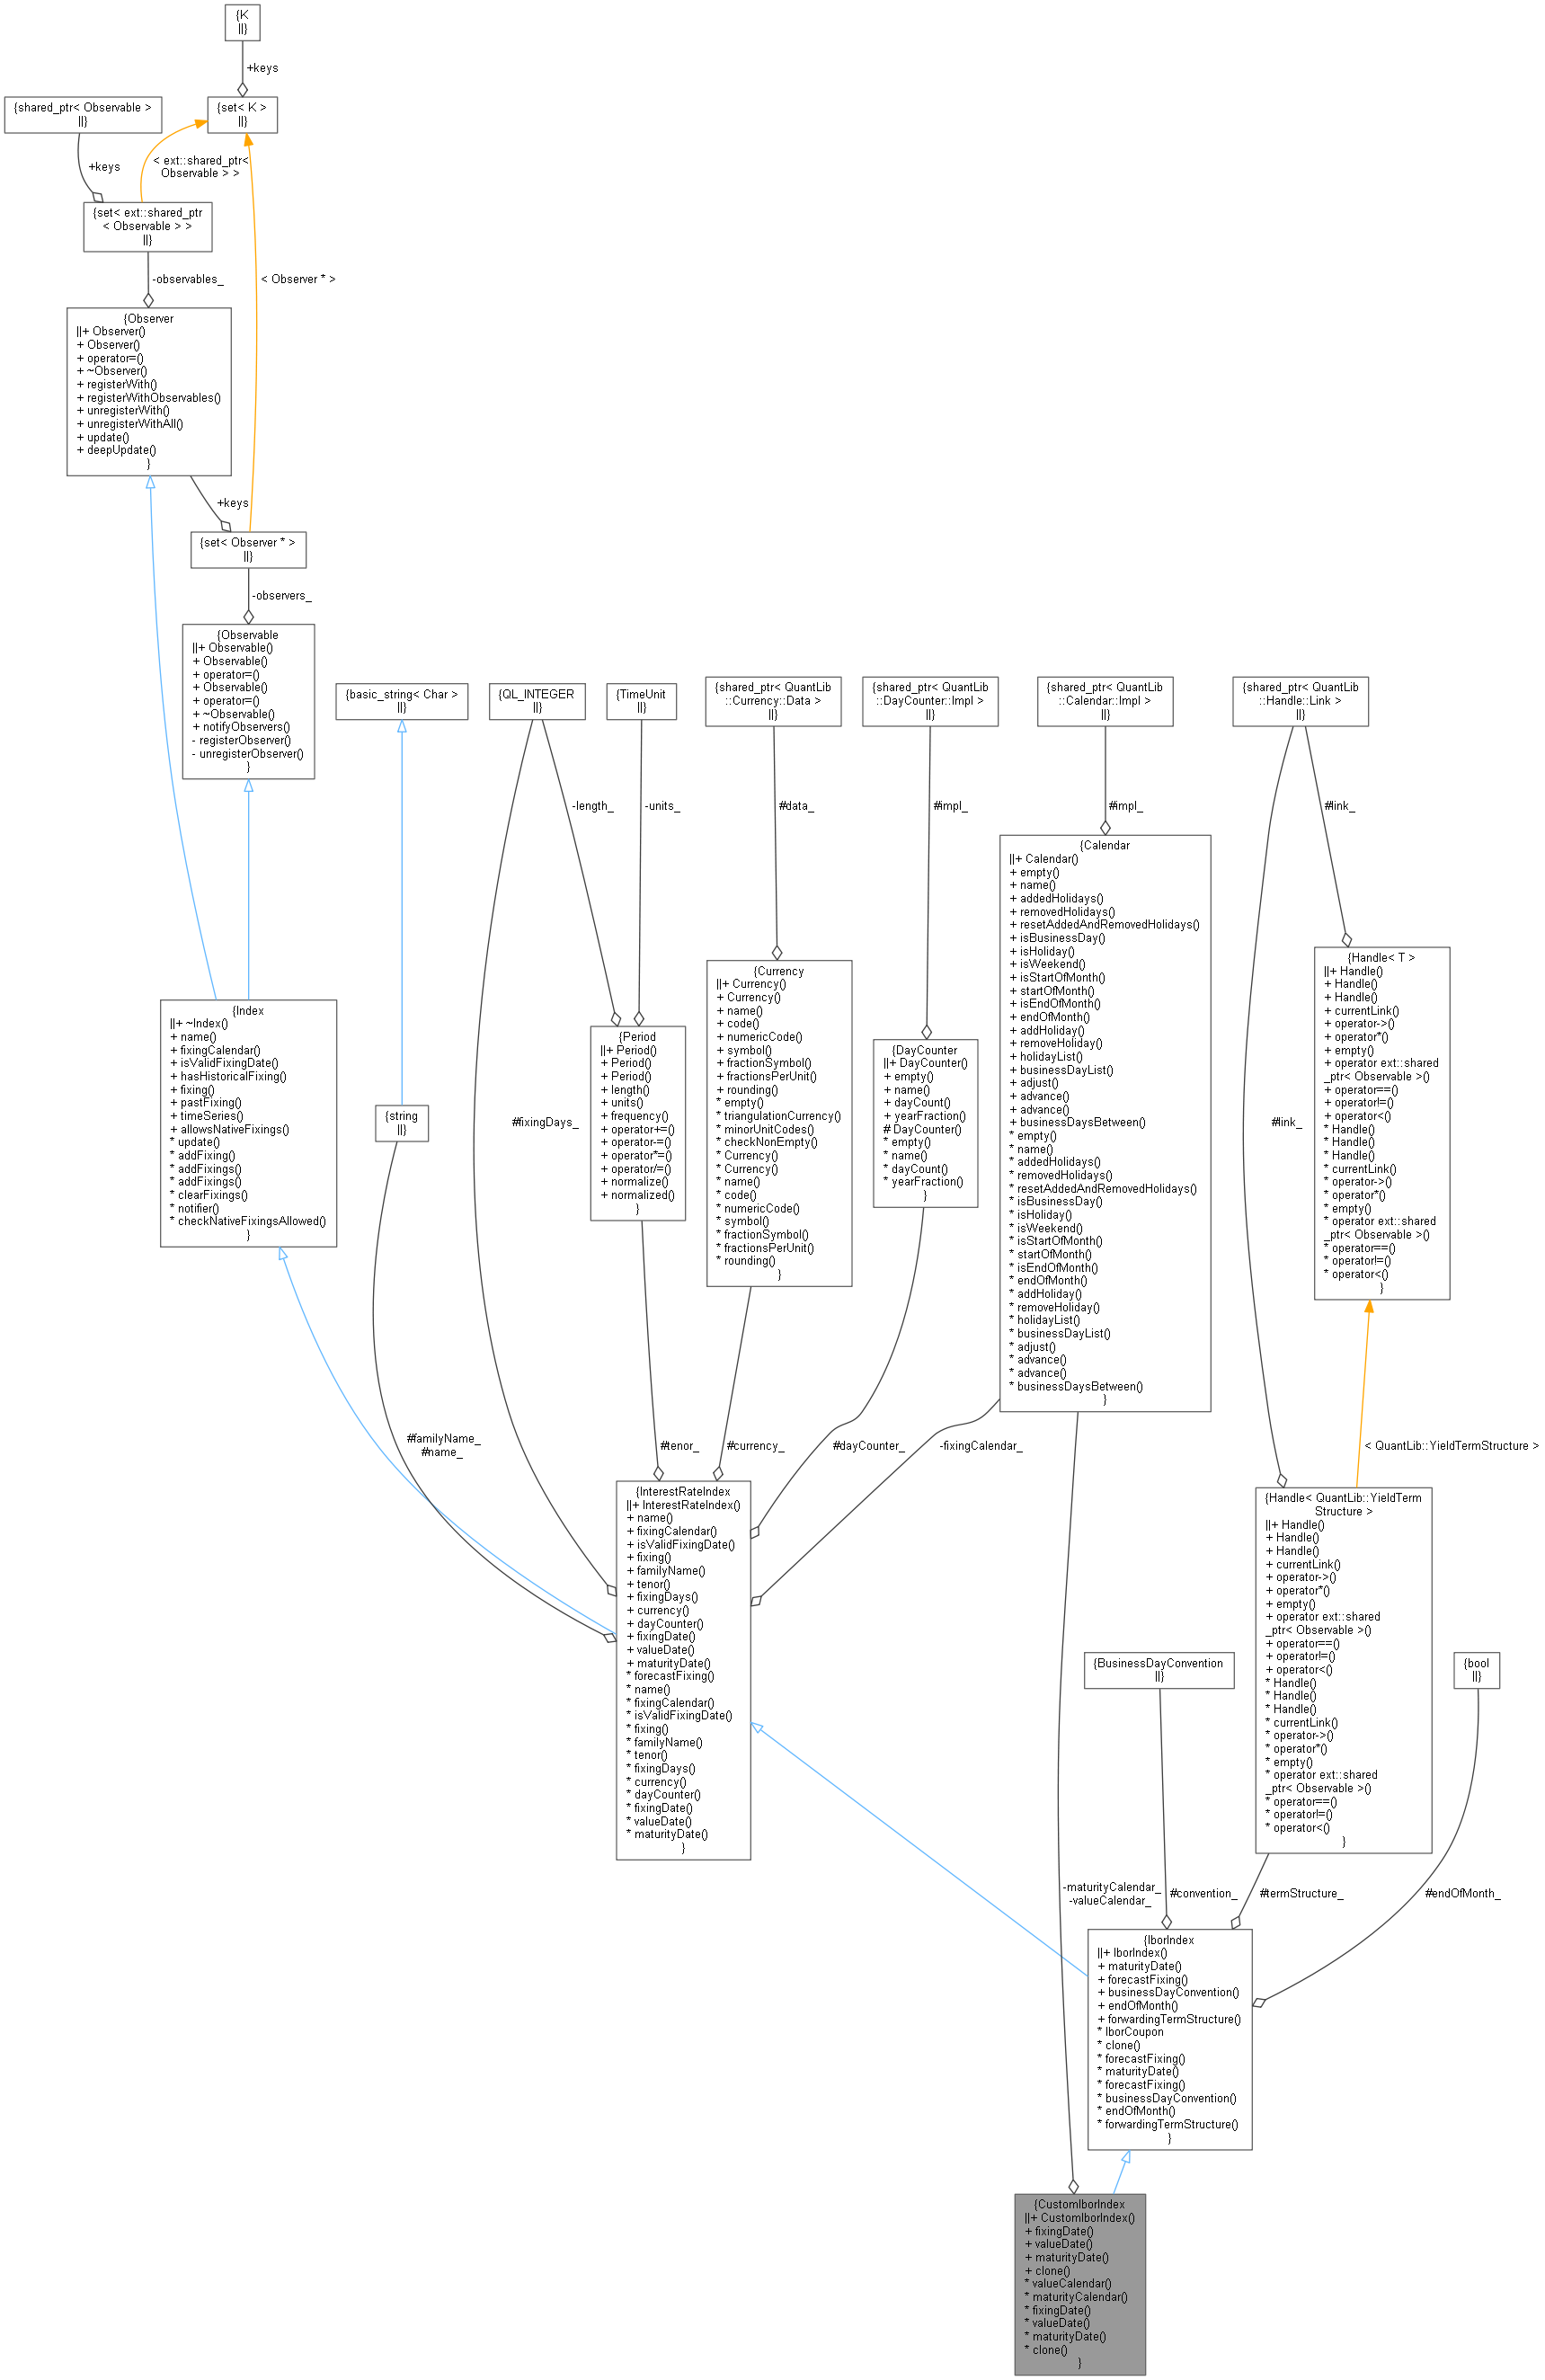 {K
||}
+keys
{shared_ptr< Observable >
||}
{set< K >
||}
+keys
< ext::shared_ptr<
Observable > >
{set< ext::shared_ptr
< Observable > >
||}
-observables_
< Observer * >
{Observer
||+ Observer()
+ Observer()
+ operator=()
+ ~Observer()
+ registerWith()
+ registerWithObservables()
+ unregisterWith()
+ unregisterWithAll()
+ update()
+ deepUpdate()
}
+keys
{set< Observer * >
||}
-observers_
{Observable
||+ Observable()
+ Observable()
+ operator=()
+ Observable()
+ operator=()
+ ~Observable()
+ notifyObservers()
- registerObserver()
- unregisterObserver()
}
{basic_string< Char >
||}
{QL_INTEGER
||}
{TimeUnit
||}
{shared_ptr< QuantLib
::Currency::Data >
||}
{shared_ptr< QuantLib
::DayCounter::Impl >
||}
{shared_ptr< QuantLib
::Calendar::Impl >
||}
{shared_ptr< QuantLib
::Handle::Link >
||}
-length_
-units_
#data_
#impl_
#impl_
#link_
{Index
||+ ~Index()
+ name()
+ fixingCalendar()
+ isValidFixingDate()
+ hasHistoricalFixing()
+ fixing()
+ pastFixing()
+ timeSeries()
+ allowsNativeFixings()
* update()
* addFixing()
* addFixings()
* addFixings()
* clearFixings()
* notifier()
* checkNativeFixingsAllowed()
}
{string
||}
#fixingDays_
{Period
||+ Period()
+ Period()
+ Period()
+ length()
+ units()
+ frequency()
+ operator+=()
+ operator-=()
+ operator*=()
+ operator/=()
+ normalize()
+ normalized()
}
{Currency
||+ Currency()
+ Currency()
+ name()
+ code()
+ numericCode()
+ symbol()
+ fractionSymbol()
+ fractionsPerUnit()
+ rounding()
* empty()
* triangulationCurrency()
* minorUnitCodes()
* checkNonEmpty()
* Currency()
* Currency()
* name()
* code()
* numericCode()
* symbol()
* fractionSymbol()
* fractionsPerUnit()
* rounding()
}
{DayCounter
||+ DayCounter()
+ empty()
+ name()
+ dayCount()
+ yearFraction()
# DayCounter()
* empty()
* name()
* dayCount()
* yearFraction()
}
{Calendar
||+ Calendar()
+ empty()
+ name()
+ addedHolidays()
+ removedHolidays()
+ resetAddedAndRemovedHolidays()
+ isBusinessDay()
+ isHoliday()
+ isWeekend()
+ isStartOfMonth()
+ startOfMonth()
+ isEndOfMonth()
+ endOfMonth()
+ addHoliday()
+ removeHoliday()
+ holidayList()
+ businessDayList()
+ adjust()
+ advance()
+ advance()
+ businessDaysBetween()
* empty()
* name()
* addedHolidays()
* removedHolidays()
* resetAddedAndRemovedHolidays()
* isBusinessDay()
* isHoliday()
* isWeekend()
* isStartOfMonth()
* startOfMonth()
* isEndOfMonth()
* endOfMonth()
* addHoliday()
* removeHoliday()
* holidayList()
* businessDayList()
* adjust()
* advance()
* advance()
* businessDaysBetween()
}
#link_
{Handle< T >
||+ Handle()
+ Handle()
+ Handle()
+ currentLink()
+ operator->()
+ operator*()
+ empty()
+ operator ext::shared
_ptr< Observable >()
+ operator==()
+ operator!=()
+ operator<()
* Handle()
* Handle()
* Handle()
* currentLink()
* operator->()
* operator*()
* empty()
* operator ext::shared
_ptr< Observable >()
* operator==()
* operator!=()
* operator<()
}
#familyName_
#name_
#tenor_
#currency_
#dayCounter_
-fixingCalendar_
< QuantLib::YieldTermStructure >
{InterestRateIndex
||+ InterestRateIndex()
+ name()
+ fixingCalendar()
+ isValidFixingDate()
+ fixing()
+ familyName()
+ tenor()
+ fixingDays()
+ currency()
+ dayCounter()
+ fixingDate()
+ valueDate()
+ maturityDate()
* forecastFixing()
* name()
* fixingCalendar()
* isValidFixingDate()
* fixing()
* familyName()
* tenor()
* fixingDays()
* currency()
* dayCounter()
* fixingDate()
* valueDate()
* maturityDate()
}
{BusinessDayConvention
||}
{Handle< QuantLib::YieldTerm
Structure >
||+ Handle()
+ Handle()
+ Handle()
+ currentLink()
+ operator->()
+ operator*()
+ empty()
+ operator ext::shared
_ptr< Observable >()
+ operator==()
+ operator!=()
+ operator<()
* Handle()
* Handle()
* Handle()
* currentLink()
* operator->()
* operator*()
* empty()
* operator ext::shared
_ptr< Observable >()
* operator==()
* operator!=()
* operator<()
}
{bool
||}
-maturityCalendar_
-valueCalendar_
#convention_
#termStructure_
#endOfMonth_
{IborIndex
||+ IborIndex()
+ maturityDate()
+ forecastFixing()
+ businessDayConvention()
+ endOfMonth()
+ forwardingTermStructure()
* IborCoupon
* clone()
* forecastFixing()
* maturityDate()
* forecastFixing()
* businessDayConvention()
* endOfMonth()
* forwardingTermStructure()
}
{CustomIborIndex
||+ CustomIborIndex()
+ fixingDate()
+ valueDate()
+ maturityDate()
+ clone()
* valueCalendar()
* maturityCalendar()
* fixingDate()
* valueDate()
* maturityDate()
* clone()
}